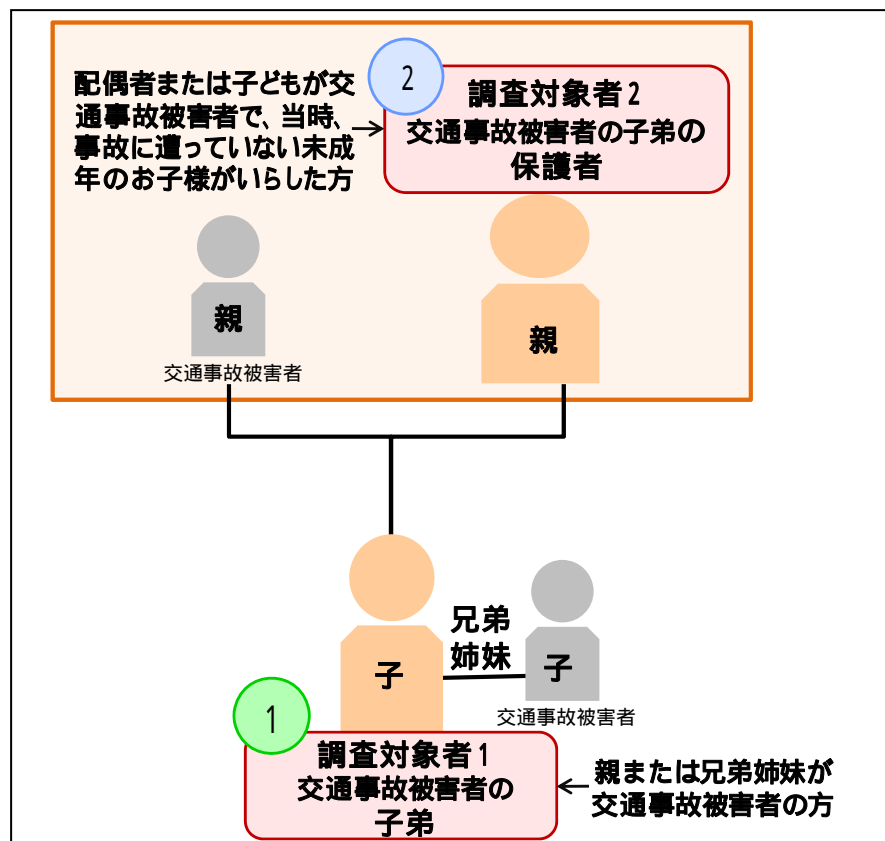 配偶者または子どもが交
通事故被害者で、当時、
事故に遭っていない未成
年のお子様がいらした方
2
調査対象者2
交通事故被害者の子弟の
保護者
親
交通事故被害者
親
子
兄弟
姉妹
子
交通事故被害者
1
調査対象者1
交通事故被害者の
子弟
親または兄弟姉妹が
交通事故被害者の方